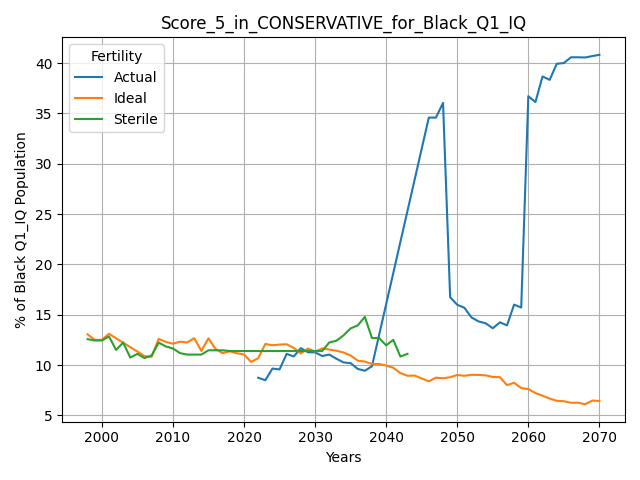 Score_5_in_CONSERVATIVE_for_Black_Q1_IQ
Fertility
Actual
Ideal
Sterile
% of Black Q1_IQ Population
40
35
30
25
20
15
10
5
2000 2010 2020 2030 2040 2050 2060 2070
Years